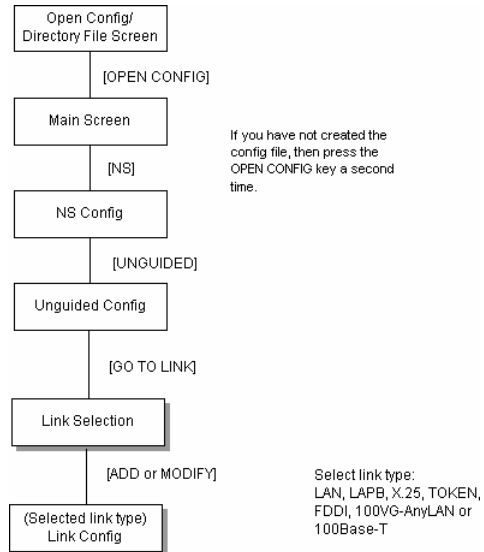 Open Config/
Directory File Screen
[OPEN CONFIG]
Main Screen
If you have not created the
config file, then press the
OPEN CONFIG key a second
time.
[NS]
NS Config
[UNGUIDED]
Unguided Config
[GO TO LINK]
Link Selection
[ADD or MODIFY]
Select link type:
LAN, LAPB, X.25, TOKEN,
FDDI, 100VG-AnyLAN or
100Base-T
(Selected link type)
Link Config